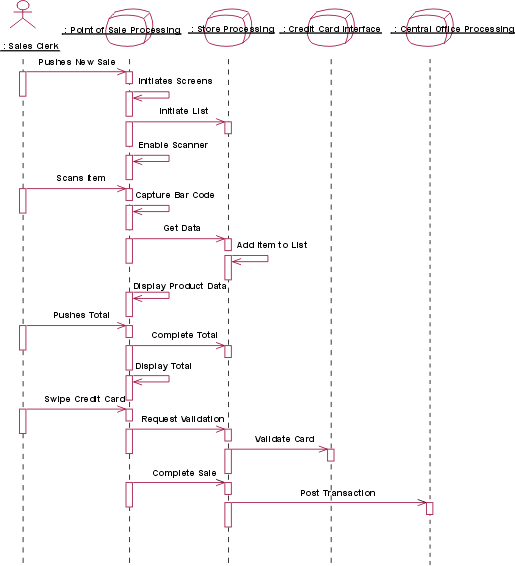 : Sales Clerk
: Point of Sale Processing
: Store Processing
: Credit Card Interface
: Central Office Processing
Pushes New Sale
Initiates Screens
Initiate List
Enable Scanner
Scans Item
Capture Bar Code
Get Data
Add Item to List
Display Product Data
Pushes Total
Complete Total
Display Total
Swipe Credit Card
Request Validation
Validate Card
Complete Sale
Post Transaction